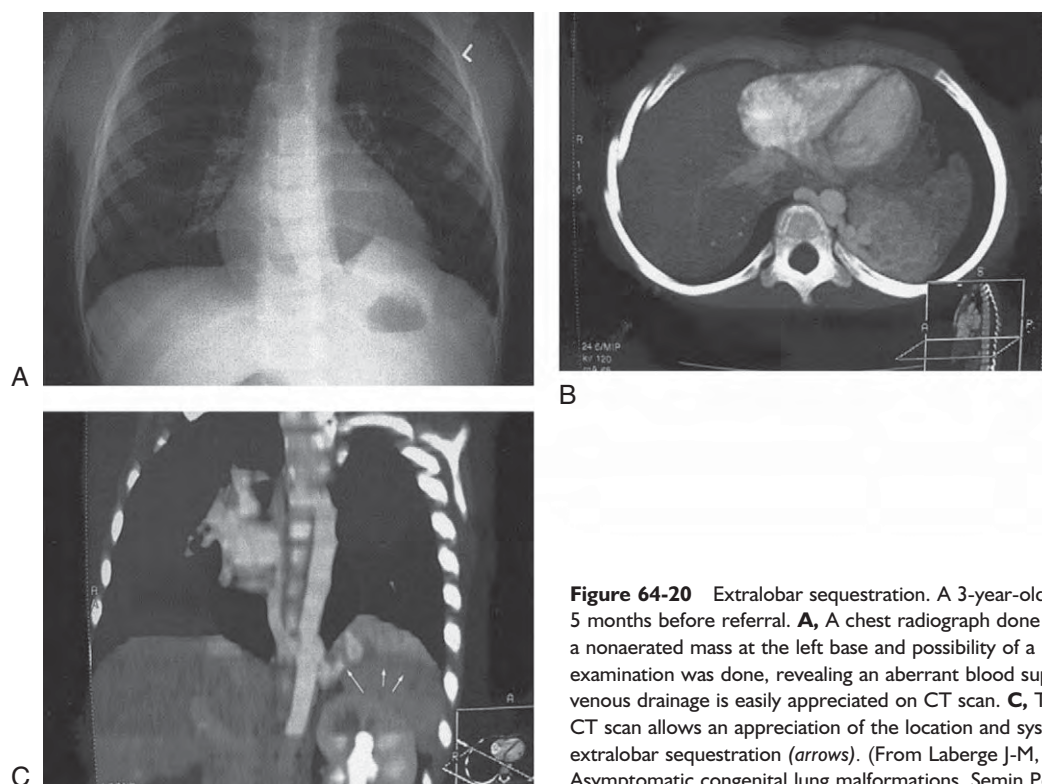 L
A
R
1
1
6
24.6/MIP
kv 120
S
A
P
B
R
A
A
C
Figure 64-20 Extralobar sequestration. A 3-year-old
5 months before referral. A, A chest radiograph done
a nonaerated mass at the left base and possibility of a
examination was done, revealing an aberrant blood sup
venous drainage is easily appreciated on CT scan. C, T
CT scan allows an appreciation of the location and sys
extralobar sequestration (arrows). (From Laberge J-M,
Asymptomatic congenital lung malformations. Semin P